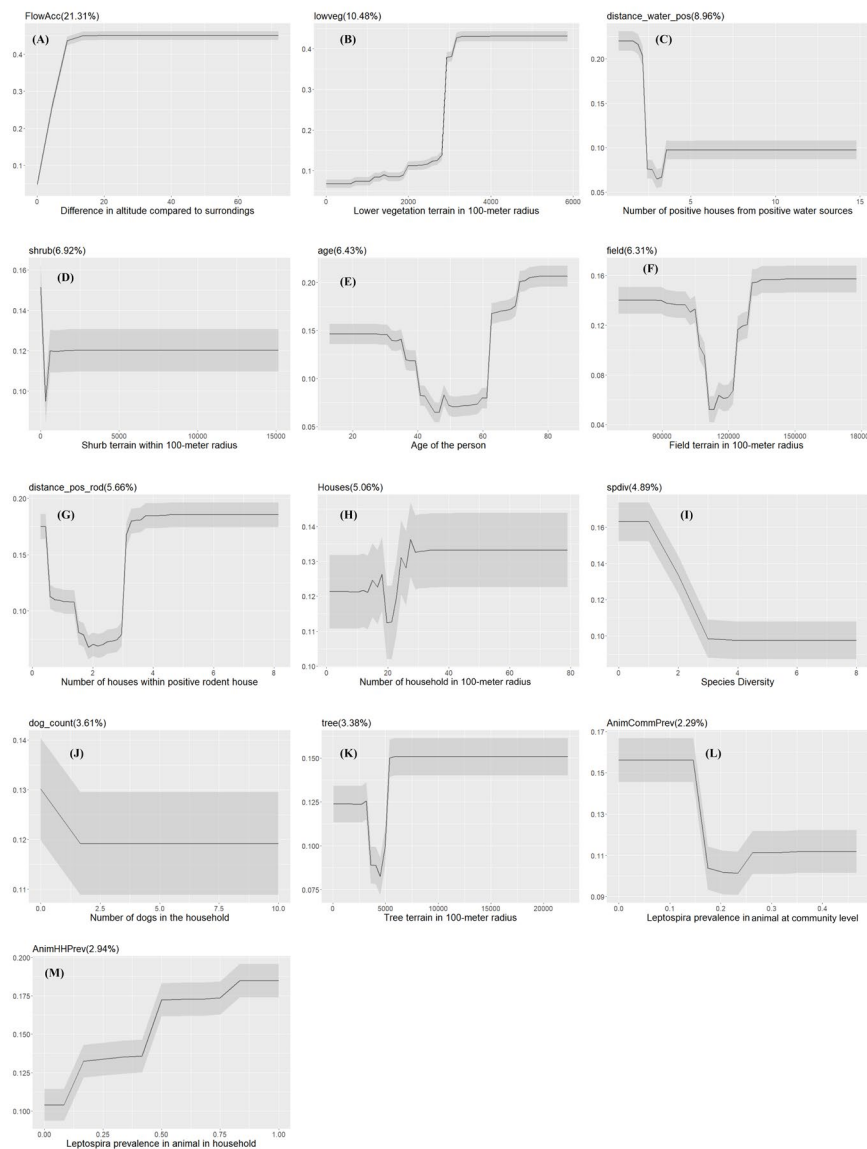 FlowAcc(21.31%)
(A)
0.4
0.3
0.2
0.1
0 20 40 60
Difference in altitude compared to surrondings
lowveg(10.48%)
(B)
0.4
0.3
0.2
0.1
0 2000 4000 6000
Lower vegetation terrain in 100-meter radius
distance_water_pos(8.96%)
(C)
0.20
0.15
0.10
0.05
5 10 15
Number of positive houses from positive water sources
shrub(6.92%)
(D)
0.16
0.14
0.12
0.10
0 5000 10000 15000
Shurb terrain within 100-meter radius
age(6.43%)
(E)
0.20
0.15
0.10
0.05
20 40 60 80
Age of the person
field(6.31%)
(F)
0.16
0.12
0.08
0.04
90000 120000 150000 18000
Field terrain in 100-meter radius
distance_pos_rod(5.66%)
(G)
0.20
0.15
0.10
0 2 4 6 8
Number of houses within positive rodent house
Houses(5.06%)
(H)
0.14
0.13
0.12
0.11
0.10
0 20 40 60 80
Number of household in 100-meter radius
spdiv(4.89%)
(I)
0.16
0.14
0.12
0.10
0 2 4 6 8
Species Diversity
dog_count(3.61%)
(J)
0.14
0.13
0.12
0.11
0.0 2.5 5.0 7.5 10.0
Number of dogs in the household
tree(3.38%)
(K)
0.150
0.125
0.100
0.075
0 5000 10000 15000 20000
Tree terrain in 100-meter radius
AnimCommPrev(2.29%)
(L)
0.17
0.15
0.13
0.11
0.09
0.0 0.1 0.2 0.3 0.4
Leptospira prevalence in animal at community level
AnimHHPrev(2.94%)
(M)
0.200
0.175
0.150
0.125
0.100
0.00 0.25 0.50 0.75 1.00
Leptospira prevalence in animal in household